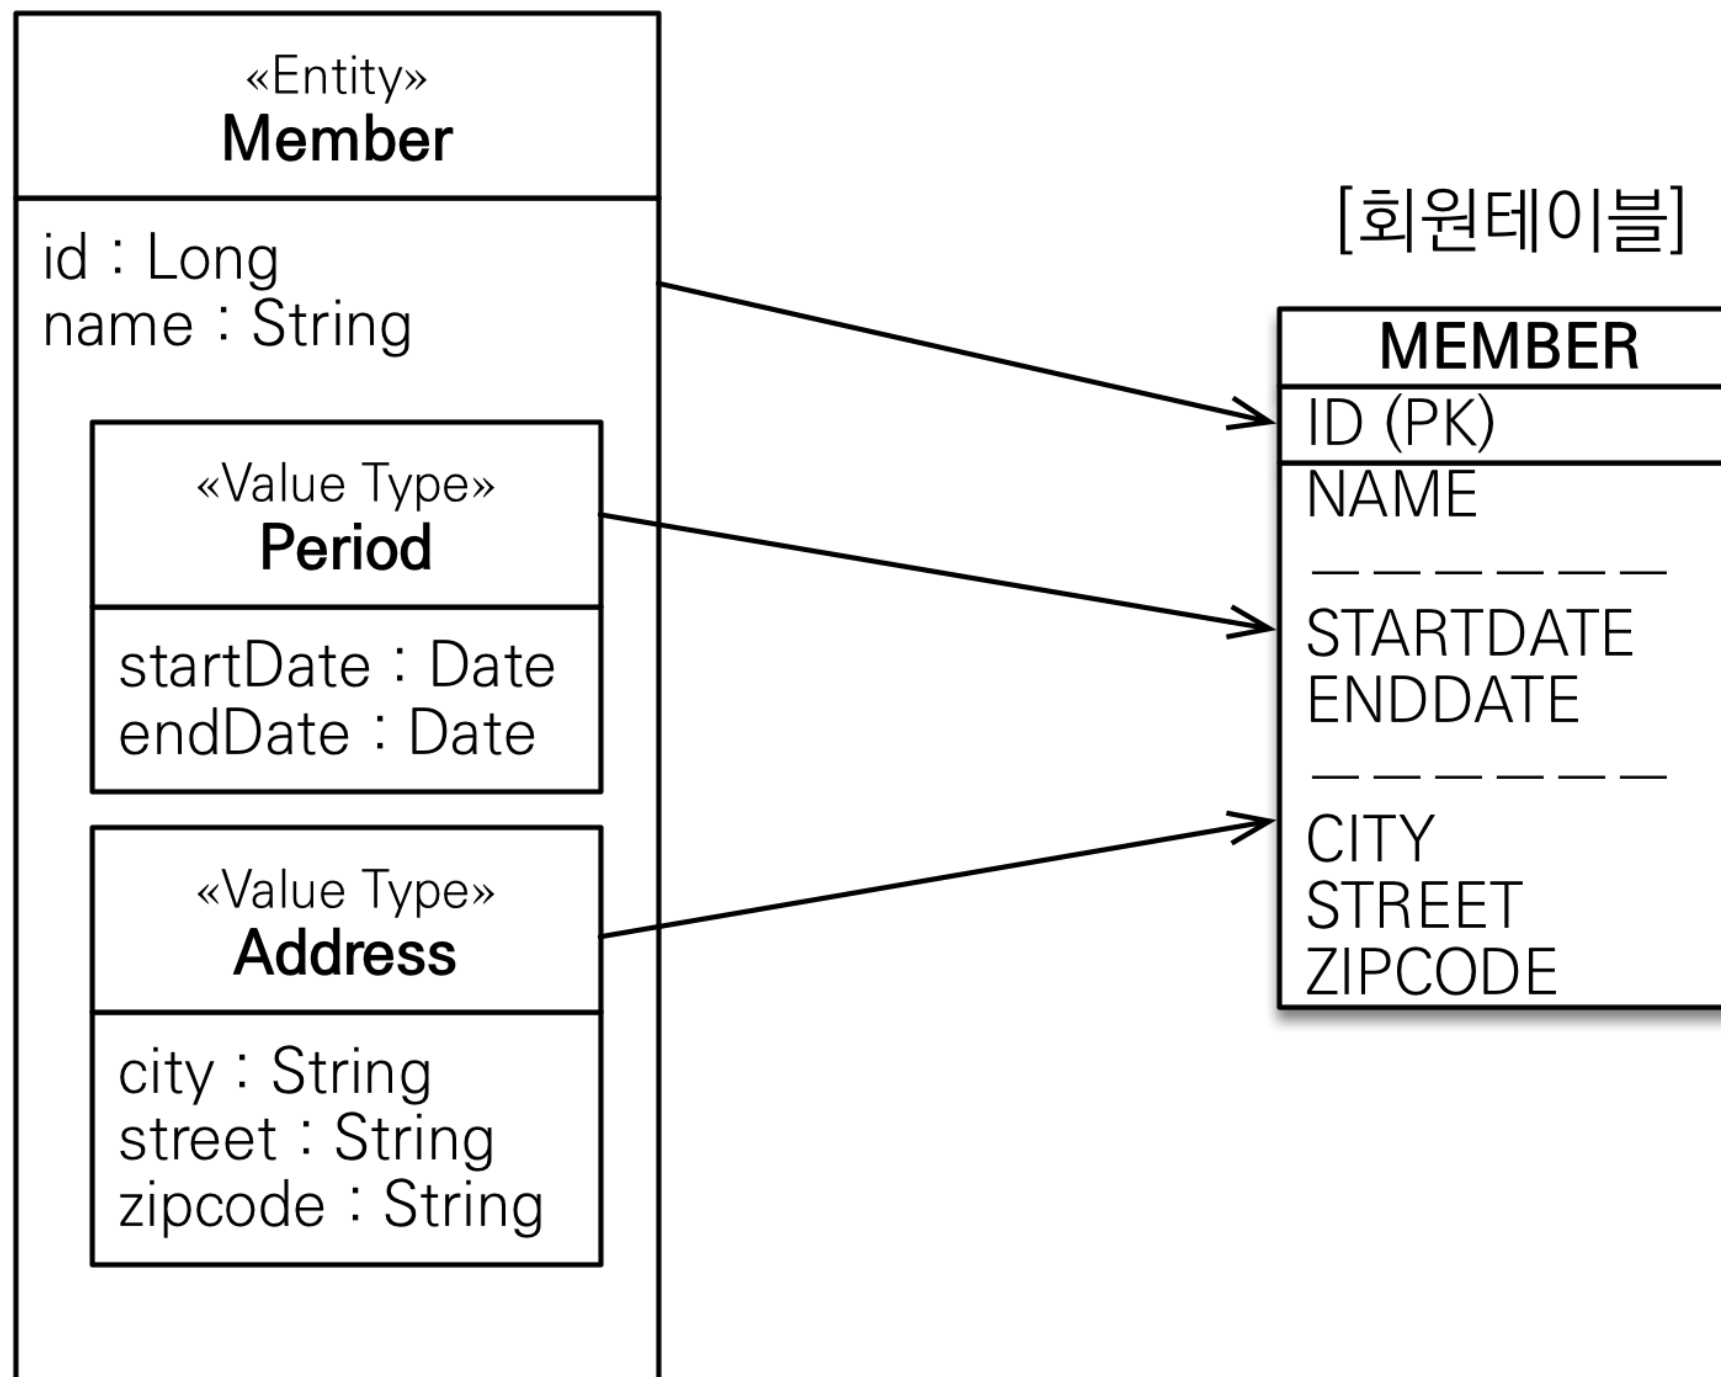 «Entity»
Member
id : Long
name : String
«Value Type»
Period
startDate : Date
endDate : Date
«Value Type»
Address
city : String
street : String
zipcode : String
[회원테이블]
MEMBER
ID (PK)
NAME
STARTDATE
ENDDATE
CITY
STREET
ZIPCODE